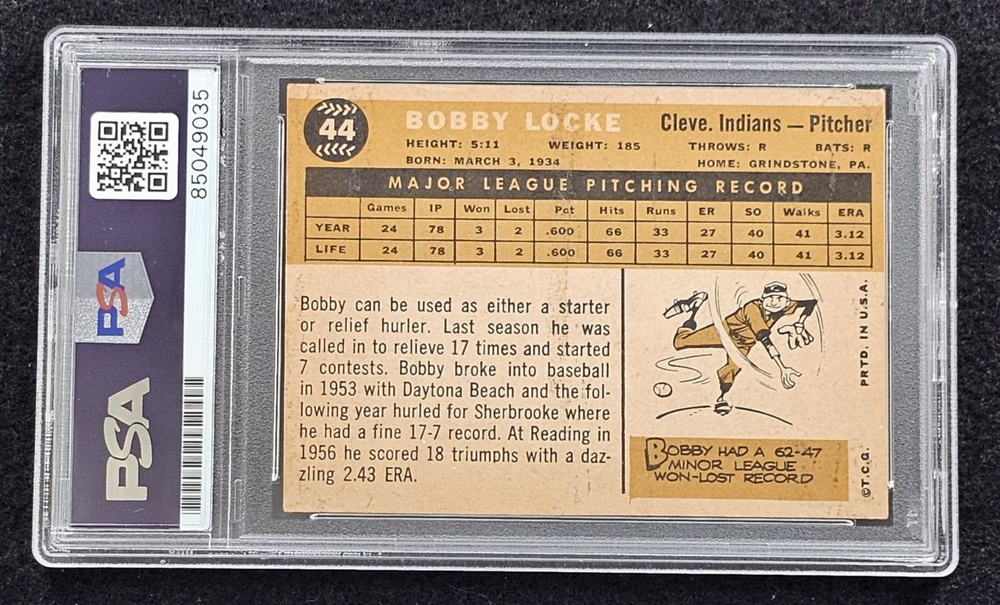 85049035
PSA
PSA
44
BOBBY LOCKE
Cleve. Indians — Pitcher
HEIGHT: 5:11 WEIGHT: 185 THROWS: R BATS: R
BORN: MARCH 3, 1934 HOME: GRINDSTONE, PA.
MAJOR LEAGUE PITCHING RECORD
Games IP Won Lost Pct Hits Runs ER SO Walks ERA
YEAR 24 78 3 2 .600 66 33 27 40 41 3.12
LIFE 24 78 3 2 .600 66 33 27 40 41 3.12
Bobby can be used as either a starter
or relief hurler. Last season he was
called in to relieve 17 times and started
7 contests. Bobby broke into baseball
in 1953 with Daytona Beach and the fol-
lowing year hurled for Sherbrooke where
he had a fine 17-7 record. At Reading in
1956 he scored 18 triumphs with a daz-
zling 2.43 ERA.
BOBBY HAD A 62-47
MINOR LEAGUE
WON-LOST RECORD
©T.C.G. PRTD. IN U.S.A.